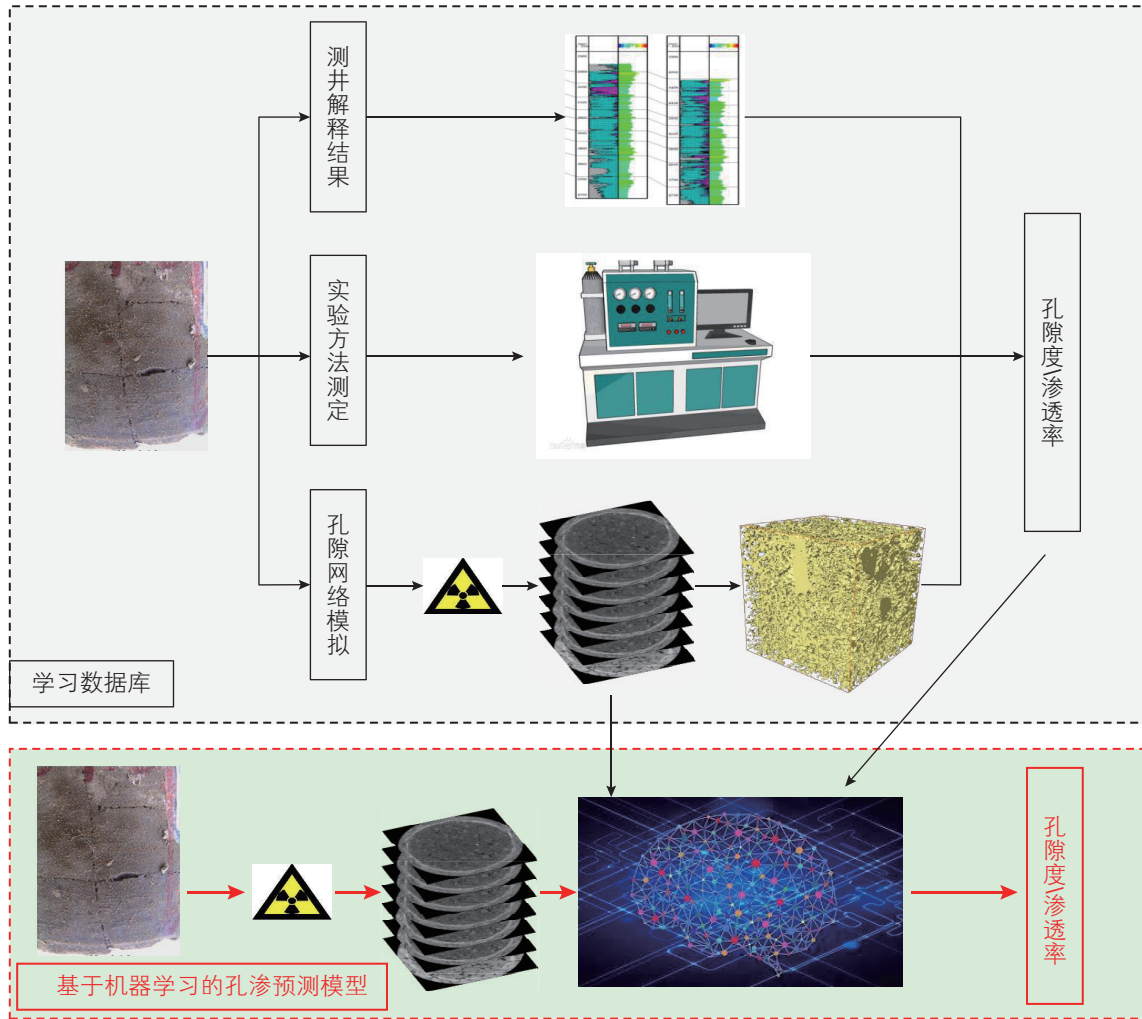 测井解释结果
实验方法测定
孔隙度/渗透率
孔隙网络模拟
学习数据库
孔隙度/渗透率
基于机器学习的孔渗预测模型